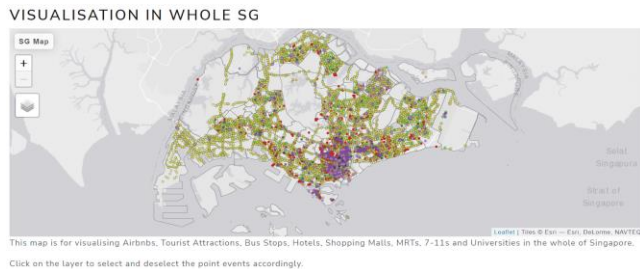 VISUALISATION IN WHOLE SG
SG Map
+
−
Selat
Singapura
Strait of
Singapore
Leaflet | Tiles © Esri — Esri, DeLorme, NAVTEQ
This map is for visualising Airbnbs, Tourist Attractions, Bus Stops, Hotels, Shopping Malls, MRTs, 7-11s and Universities in the whole of Singapore.
Click on the layer to select and deselect the point events accordingly.